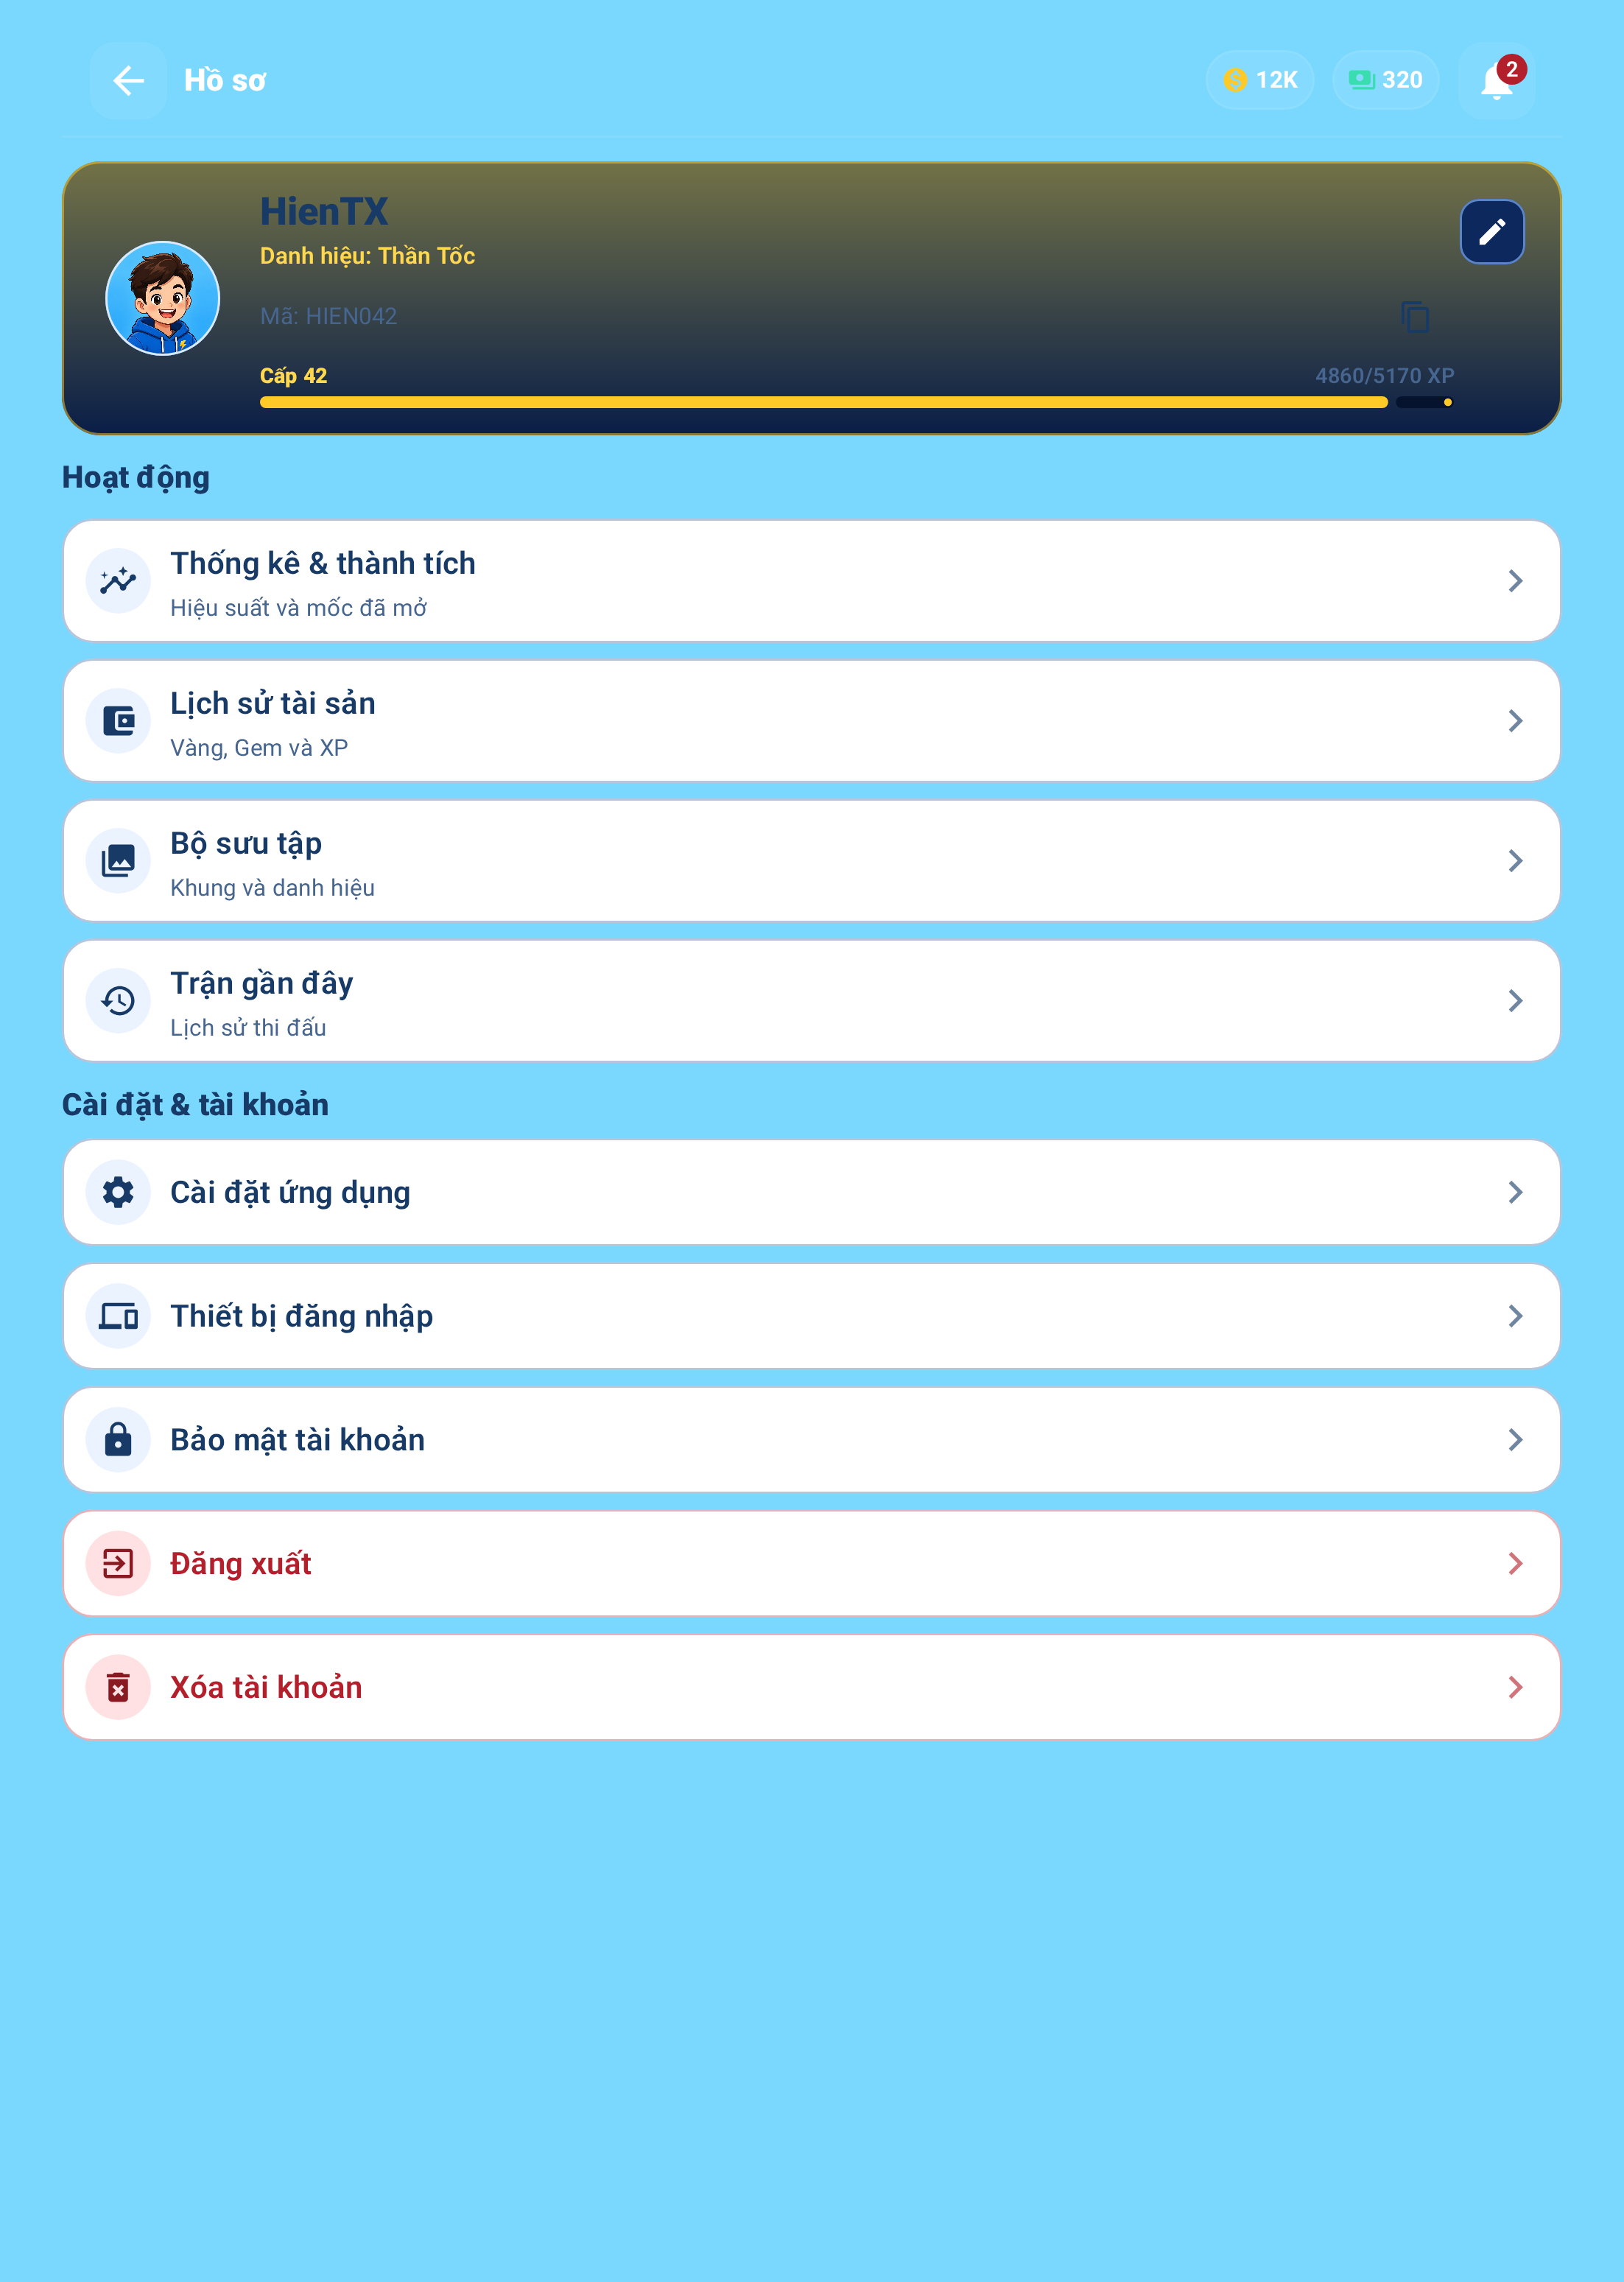 Hồ sơ
12K
320
2
HienTX
Danh hiệu: Thần Tốc
Mã: HIEN042
Cấp 42
4860/5170 XP
Hoạt động
Thống kê & thành tích
Hiệu suất và mốc đã mở
Lịch sử tài sản
Vàng, Gem và XP
Bộ sưu tập
Khung và danh hiệu
Trận gần đây
Lịch sử thi đấu
Cài đặt & tài khoản
Cài đặt ứng dụng
Thiết bị đăng nhập
Bảo mật tài khoản
Đăng xuất
Xóa tài khoản